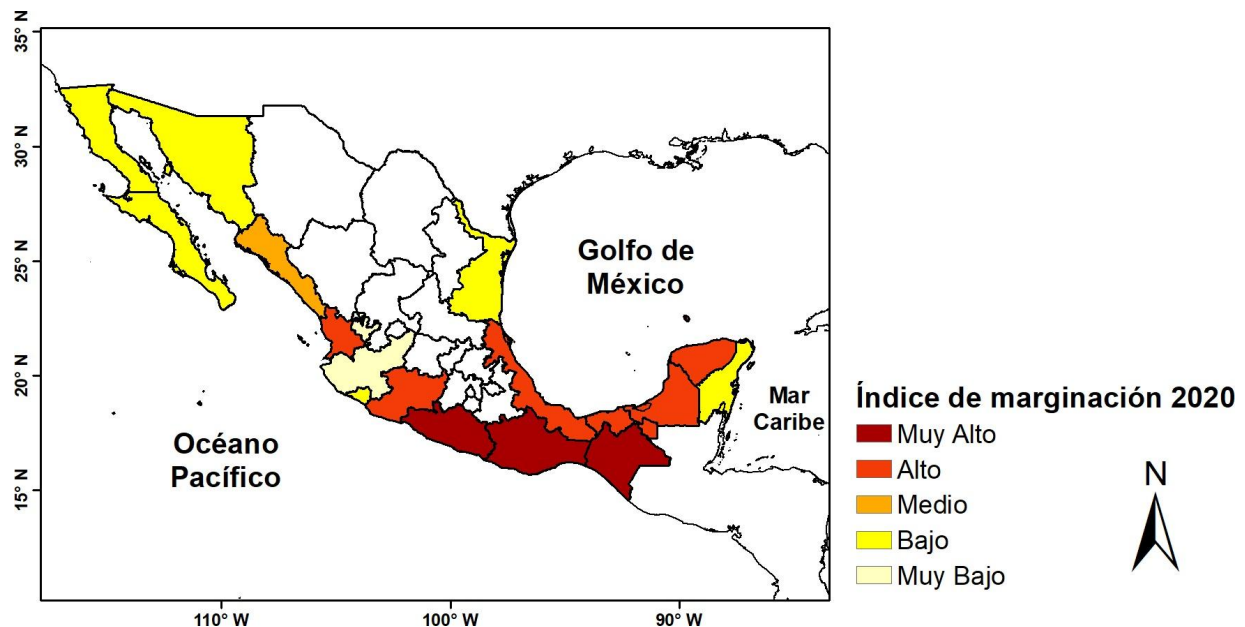 35° N
30° N
25° N
20° N
15° N
110° W
100° W
90° W
Golfo de
México
Mar
Caribe
Océano
Pacífico
Índice de marginación 2020
Muy Alto
Alto
Medio
Bajo
Muy Bajo
N